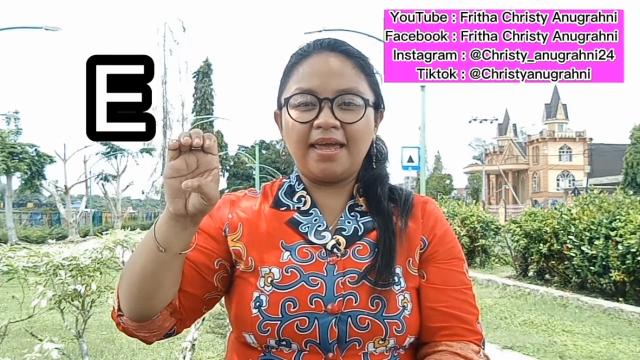 YouTube : Fritha Christy Anugrahni
Facebook : Fritha Christy Anugrahni
Instagram : @Christy_anugrahni24
Tiktok : @Christyanugrahni
E